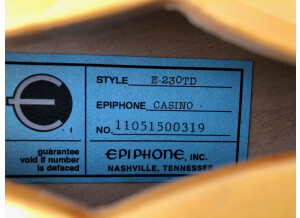 STYLE E-230TD
EPIPHONE CASINO
NO. 11051500319
guarantee
void if number
is defaced
EPIPHONE, INC.
NASHVILLE, TENNESSEE